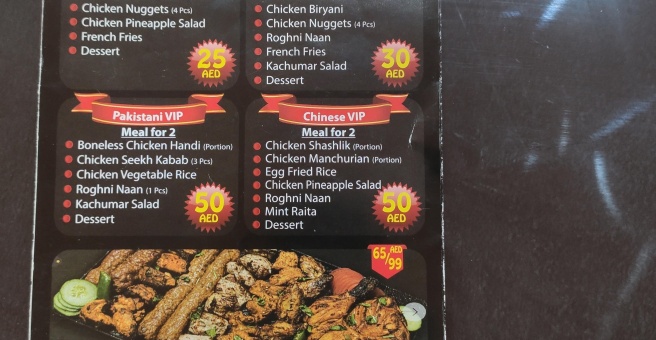 Chicken Nuggets (4 Pcs)
Chicken Pineapple Salad
French Fries
Dessert
25
AED
Chicken Biryani
Chicken Nuggets (4 Pcs)
Roghni Naan
French Fries
Kachumar Salad
Dessert
30
AED
Pakistani VIP
Meal for 2
Boneless Chicken Handi (Portion)
Chicken Seekh Kabab (3 Pcs)
Chicken Vegetable Rice
Roghni Naan (1 Pcs)
Kachumar Salad
Dessert
50
AED
Chinese VIP
Meal for 2
Chicken Shashlik (Portion)
Chicken Manchurian (Portion)
Egg Fried Rice
Chicken Pineapple Salad
Roghni Naan
Mint Raita
Dessert
50
AED
AED
65/99